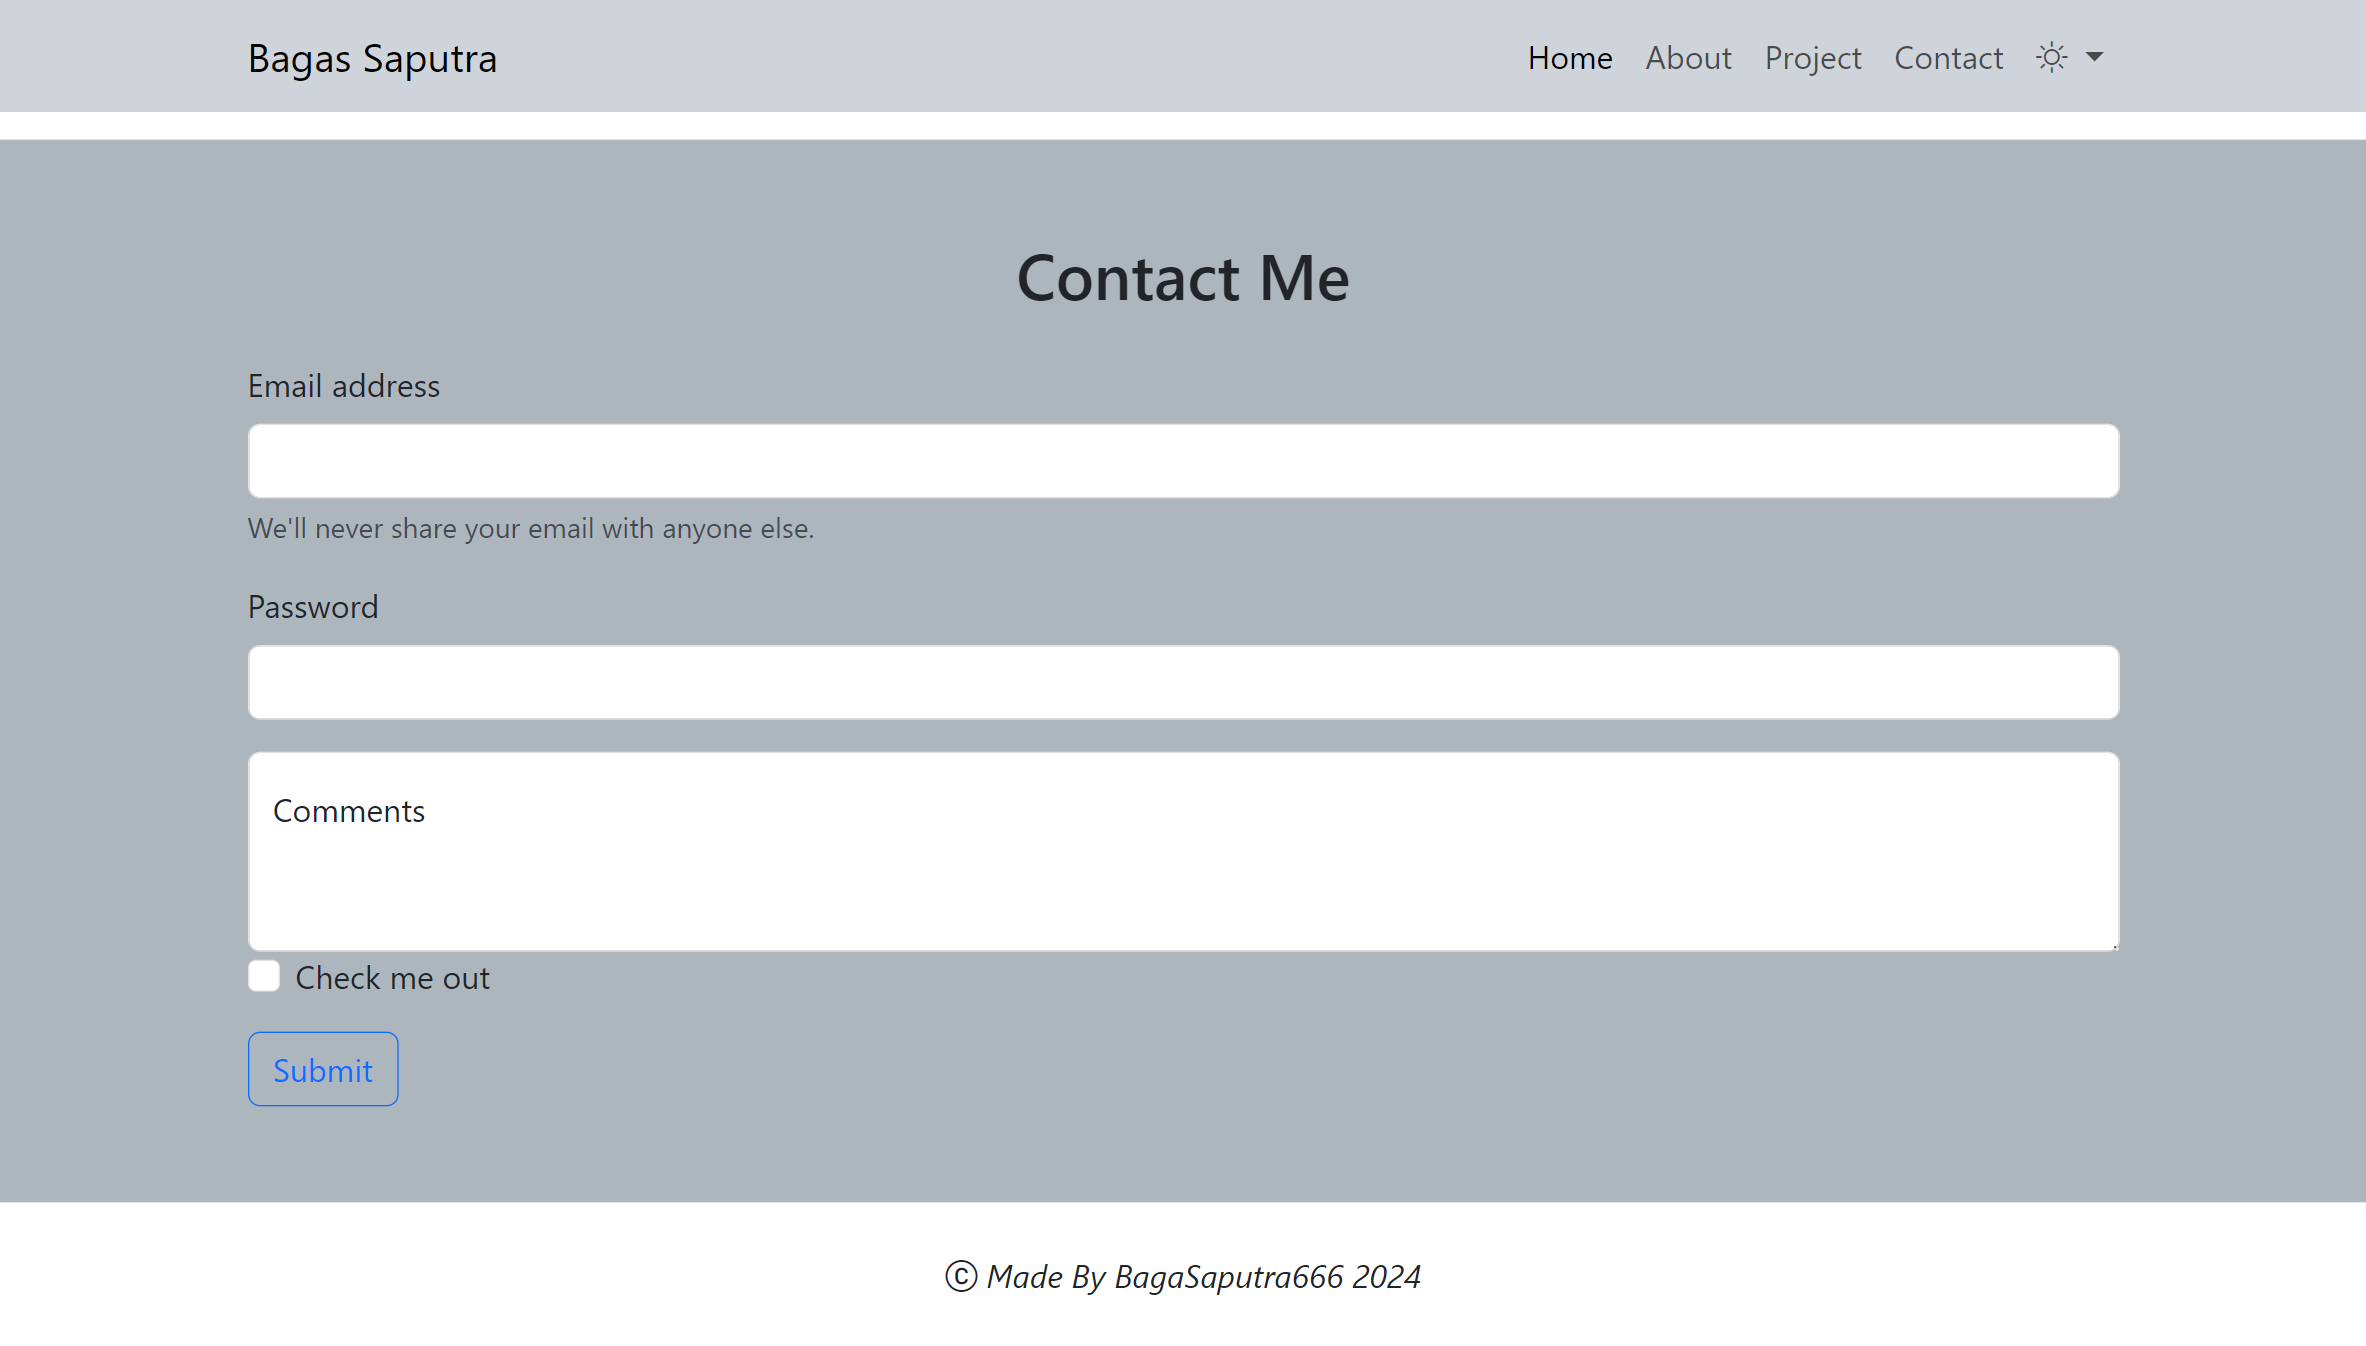 Bagas Saputra
Home About Project Contact
Contact Me
Email address
We'll never share your email with anyone else.
Password
Comments
Check me out
Submit
© Made By BagaSaputra666 2024